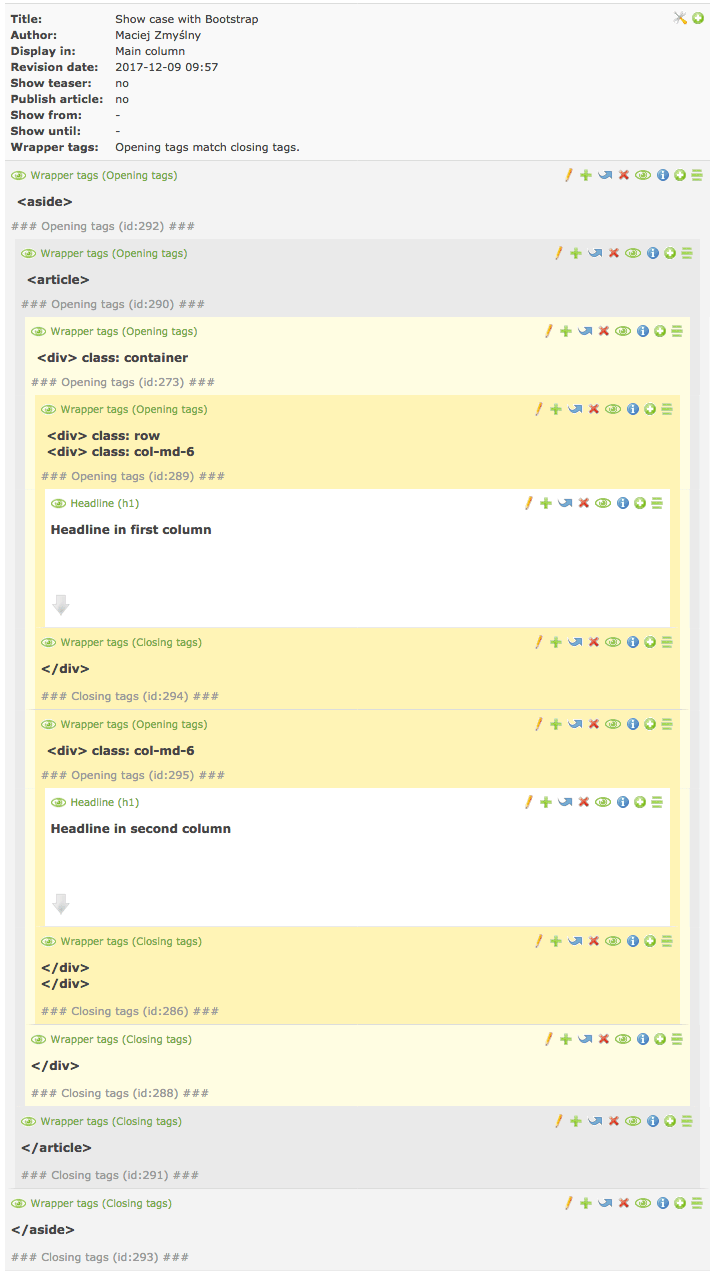 Title: Show case with Bootstrap
Author: Maciej Zmyślny
Display in: Main column
Revision date: 2017-12-09 09:57
Show teaser: no
Publish article: no
Show from: -
Show until: -
Wrapper tags: Opening tags match closing tags.
Wrapper tags (Opening tags)
<aside>
### Opening tags (id:292) ###
Wrapper tags (Opening tags)
<article>
### Opening tags (id:290) ###
Wrapper tags (Opening tags)
<div> class: container
### Opening tags (id:273) ###
Wrapper tags (Opening tags)
<div> class: row
<div> class: col-md-6
### Opening tags (id:289) ###
Headline (h1)
Headline in first column
Wrapper tags (Closing tags)
</div>
### Closing tags (id:294) ###
Wrapper tags (Opening tags)
<div> class: col-md-6
### Opening tags (id:295) ###
Headline (h1)
Headline in second column
Wrapper tags (Closing tags)
</div>
</div>
### Closing tags (id:286) ###
Wrapper tags (Closing tags)
</div>
### Closing tags (id:288) ###
Wrapper tags (Closing tags)
</article>
### Closing tags (id:291) ###
Wrapper tags (Closing tags)
</aside>
### Closing tags (id:293) ###